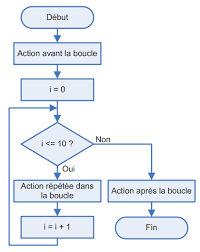 Début
Action avant la boucle
i = 0
i <= 10 ?
Non
Oui
Action répétée dans
la boucle
Action après la boucle
i = i + 1
Fin